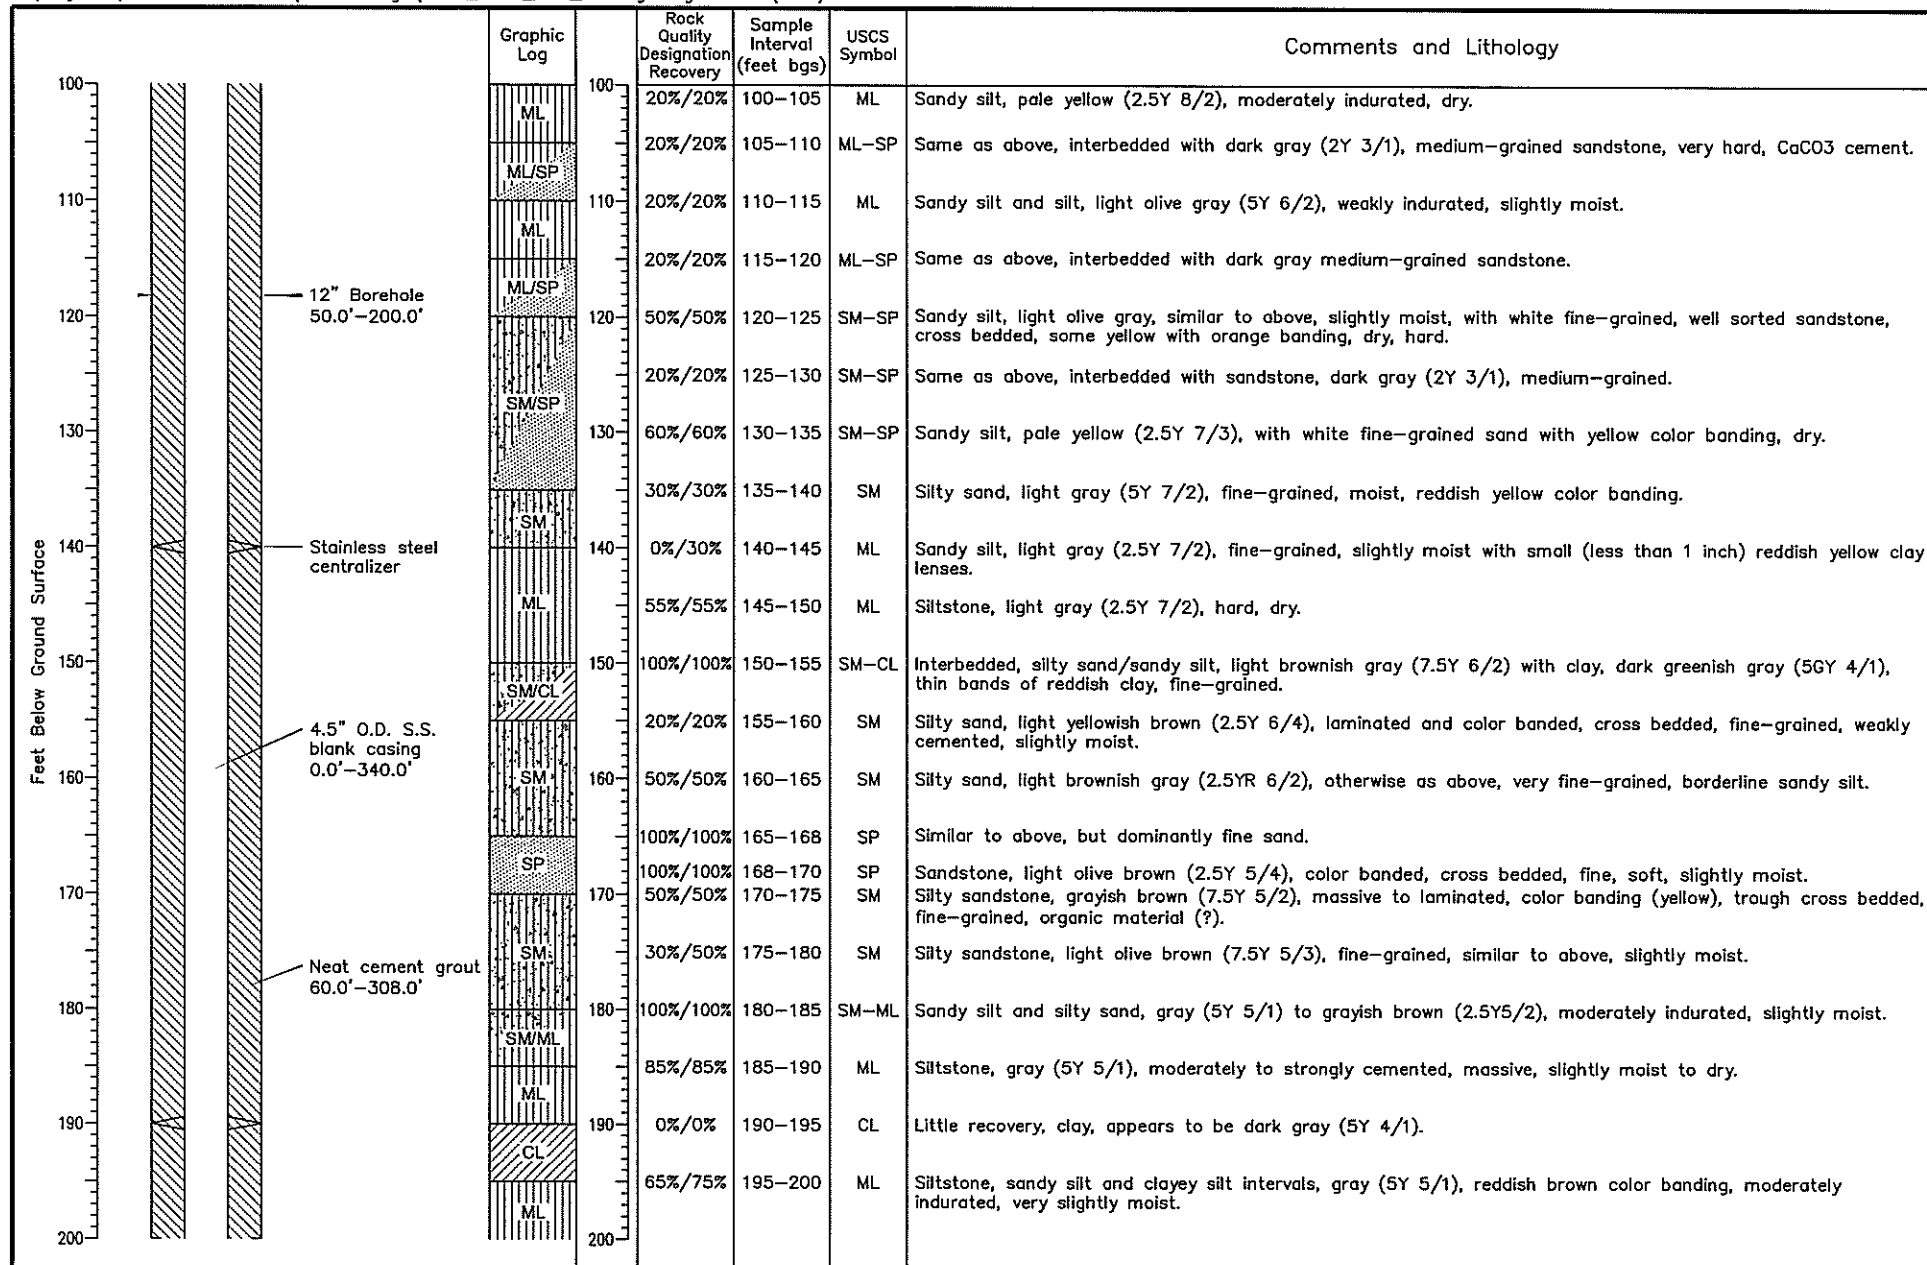 Graphic
Log
Rock
Quality
Designation
Recovery
Sample
Interval
(feet bgs)
USCS
Symbol
Comments and Lithology
Feet Below Ground Surface
100
110
120
130
140
150
160
170
180
190
200
12" Borehole
50.0'-200.0'
Stainless steel
centralizer
4.5" O.D. S.S.
blank casing
0.0'-340.0'
Neat cement grout
60.0'-308.0'
ML
ML/SP
ML
ML/SP
SM/SP
SM
ML
SM/CL
SM
SP
SM
SM/ML
ML
CL
ML
100
110
120
130
140
150
160
170
180
190
200
20%/20% 100-105 ML Sandy silt, pale yellow (2.5Y 8/2), moderately indurated, dry.
20%/20% 105-110 ML-SP Same as above, interbedded with dark gray (2Y 3/1), medium-grained sandstone, very hard, CaCO3 cement.
20%/20% 110-115 ML Sandy silt and silt, light olive gray (5Y 6/2), weakly indurated, slightly moist.
20%/20% 115-120 ML-SP Same as above, interbedded with dark gray medium-grained sandstone.
50%/50% 120-125 SM-SP Sandy silt, light olive gray, similar to above, slightly moist, with white fine-grained, well sorted sandstone,
cross bedded, some yellow with orange banding, dry, hard.
20%/20% 125-130 SM-SP Same as above, interbedded with sandstone, dark gray (2Y 3/1), medium-grained.
60%/60% 130-135 SM-SP Sandy silt, pale yellow (2.5Y 7/3), with white fine-grained sand with yellow color banding, dry.
30%/30% 135-140 SM Silty sand, light gray (5Y 7/2), fine-grained, moist, reddish yellow color banding.
0%/30% 140-145 ML Sandy silt, light gray (2.5Y 7/2), fine-grained, slightly moist with small (less than 1 inch) reddish yellow clay
lenses.
55%/55% 145-150 ML Siltstone, light gray (2.5Y 7/2), hard, dry.
100%/100% 150-155 SM-CL Interbedded, silty sand/sandy silt, light brownish gray (7.5Y 6/2) with clay, dark greenish gray (5GY 4/1),
thin bands of reddish clay, fine-grained.
20%/20% 155-160 SM Silty sand, light yellowish brown (2.5Y 6/4), laminated and color banded, cross bedded, fine-grained, weakly
cemented, slightly moist.
50%/50% 160-165 SM Silty sand, light brownish gray (2.5YR 6/2), otherwise as above, very fine-grained, borderline sandy silt.
100%/100% 165-168 SP Similar to above, but dominantly fine sand.
100%/100% 168-170 SP Sandstone, light olive brown (2.5Y 5/4), color banded, cross bedded, fine, soft, slightly moist.
50%/50% 170-175 SM Silty sandstone, grayish brown (7.5Y 5/2), massive to laminated, color banding (yellow), trough cross bedded,
fine-grained, organic material (?).
30%/50% 175-180 SM Silty sandstone, light olive brown (7.5Y 5/3), fine-grained, similar to above, slightly moist.
100%/100% 180-185 SM-ML Sandy silt and silty sand, gray (5Y 5/1) to grayish brown (2.5Y5/2), moderately indurated, slightly moist.
85%/85% 185-190 ML Siltstone, gray (5Y 5/1), moderately to strongly cemented, massive, slightly moist to dry.
0%/0% 190-195 CL Little recovery, clay, appears to be dark gray (5Y 4/1).
65%/75% 195-200 ML Siltstone, sandy silt and clayey silt intervals, gray (5Y 5/1), reddish brown color banding, moderately
indurated, very slightly moist.